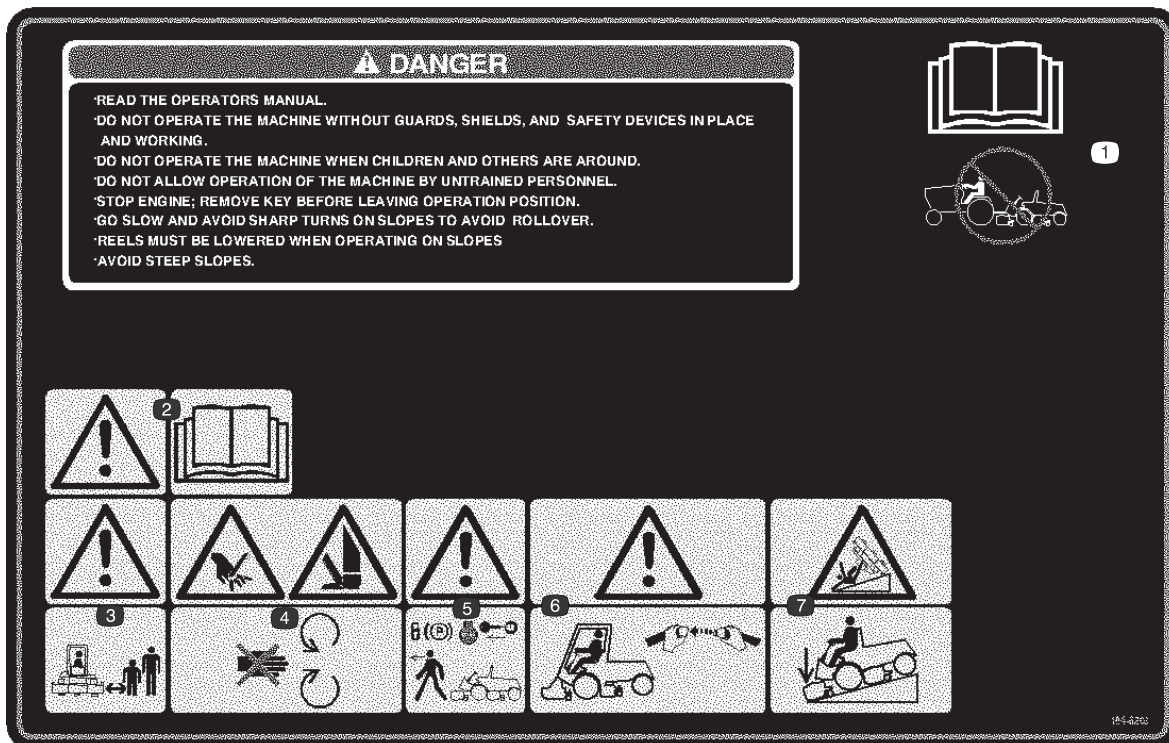 DANGER
·READ THE OPERATORS MANUAL.
·DO NOT OPERATE THE MACHINE WITHOUT GUARDS, SHIELDS, AND SAFETY DEVICES IN PLACE
AND WORKING.
·DO NOT OPERATE THE MACHINE WHEN CHILDREN AND OTHERS ARE AROUND.
·DO NOT ALLOW OPERATION OF THE MACHINE BY UNTRAINED PERSONNEL.
·STOP ENGINE; REMOVE KEY BEFORE LEAVING OPERATION POSITION.
·GO SLOW AND AVOID SHARP TURNS ON SLOPES TO AVOID ROLLOVER.
·REELS MUST BE LOWERED WHEN OPERATING ON SLOPES
·AVOID STEEP SLOPES.
1
2
3
4
5
6
7
(P)